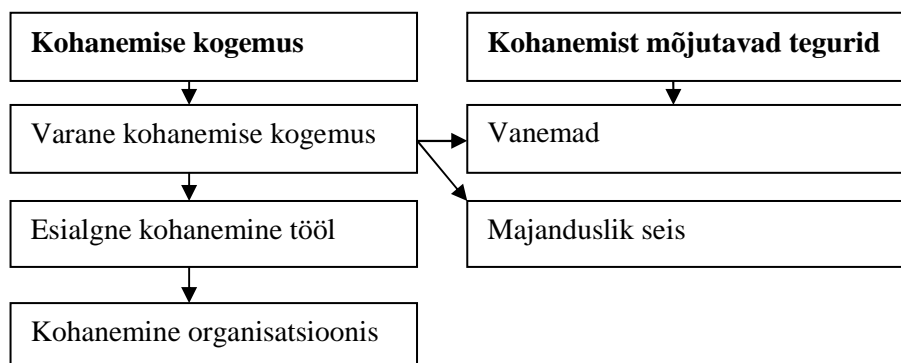 Kohanemise kogemus
Kohanemist mõjutavad tegurid
Varane kohanemise kogemus
Vanemad
Esialgne kohanemine tööl
Majanduslik seis
Kohanemine organisatsioonis